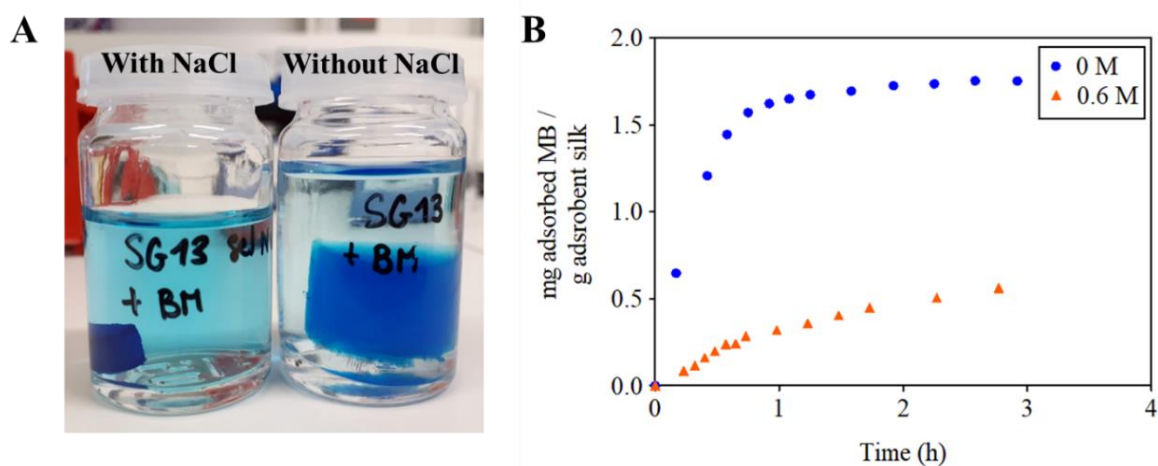 A
With NaCl
Without NaCl
SG13
+ BM
SG13
+ BM
B
mg adsorbed MB /
g adsrobent silk
2.0
1.5
1.0
0.5
0.0
0
1
2
3
4
Time (h)
0 M
0.6 M